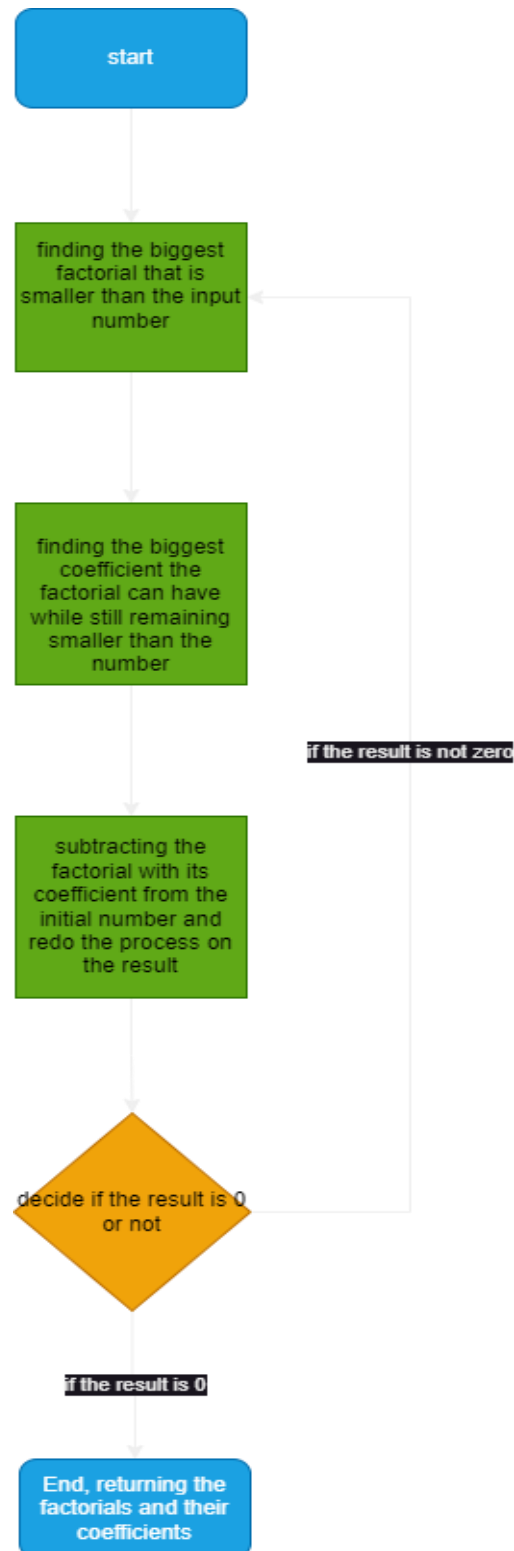 start
finding the biggest
factorial that is
smaller than the input
number
finding the biggest
coefficient the
factorial can have
while still remaining
smaller than the
number
if the result is not zero
subtracting the
factorial with its
coefficient from the
initial number and
redo the process on
the result
decide if the result is 0
or not
if the result is 0
End, returning the
factorials and their
coefficients